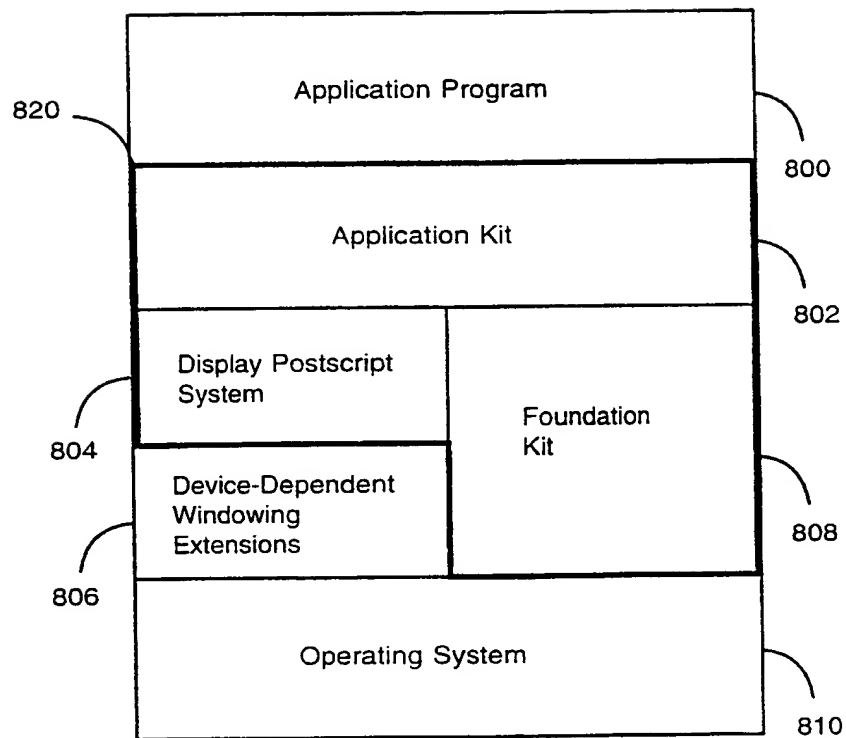 Application Program
820
800
Application Kit
802
Display Postscript
System
Foundation
Kit
804
Device-Dependent
Windowing
Extensions
808
806
Operating System
810